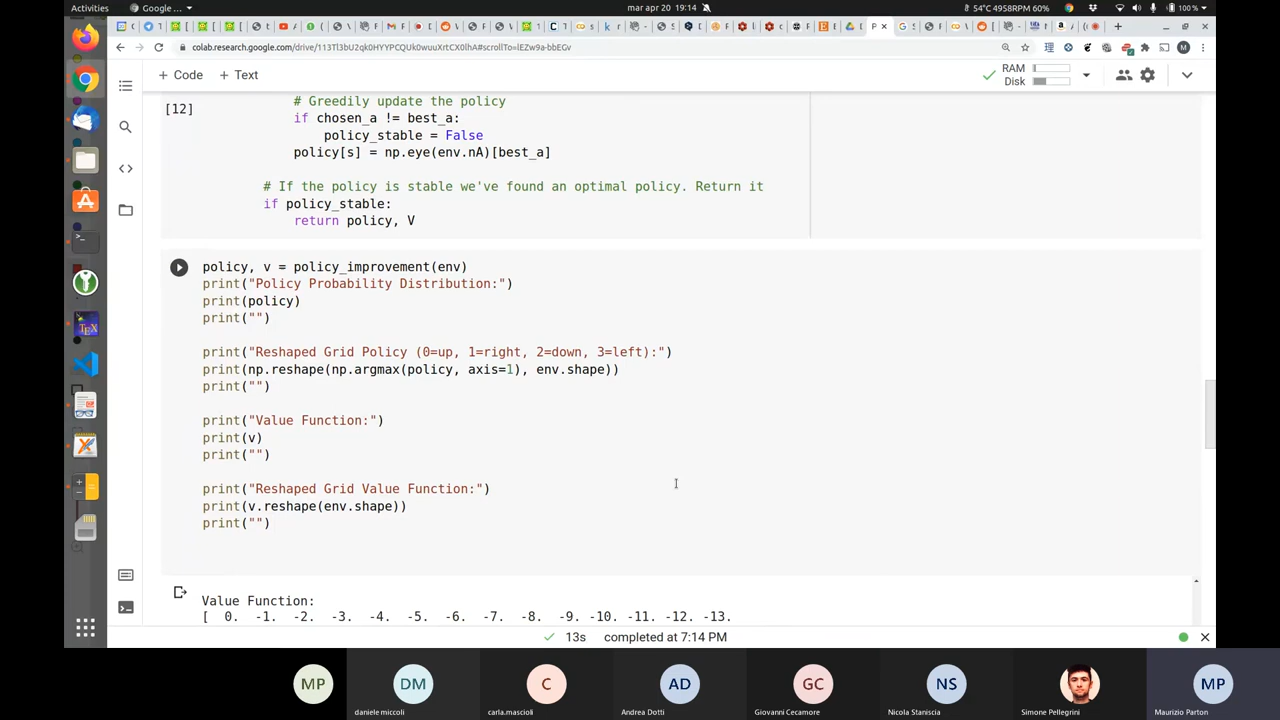 Activities
Google ...
mar apr 20 19:14
54°C 4958RPM 60%
100 %
colab.research.google.com/drive/113Tl3bU2qk0HYYPCQUk0wuuXrtCX0lhA#scrollTo=lEZw9a-bbEGv
+ Code + Text
RAM
Disk
# Greedily update the policy
[12]
if chosen_a != best_a:
policy_stable = False
policy[s] = np.eye(env.nA)[best_a]
# If the policy is stable we've found an optimal policy. Return it
if policy_stable:
return policy, V
policy, v = policy_improvement(env)
print("Policy Probability Distribution:")
print(policy)
print("")
print("Reshaped Grid Policy (0=up, 1=right, 2=down, 3=left):")
print(np.reshape(np.argmax(policy, axis=1), env.shape))
print("")
print("Value Function:")
print(v)
print("")
print("Reshaped Grid Value Function:")
print(v.reshape(env.shape))
print("")
Value Function:
[ 0. -1. -2. -3. -4. -5. -6. -7. -8. -9. -10. -11. -12. -13.
13s completed at 7:14 PM
MP
DM
C
AD
GC
NS
MP
daniele miccoli
carla.mascioli
Andrea Dotti
Giovanni Cecamore
Nicola Staniscia
Simone Pellegrini
Maurizio Parton